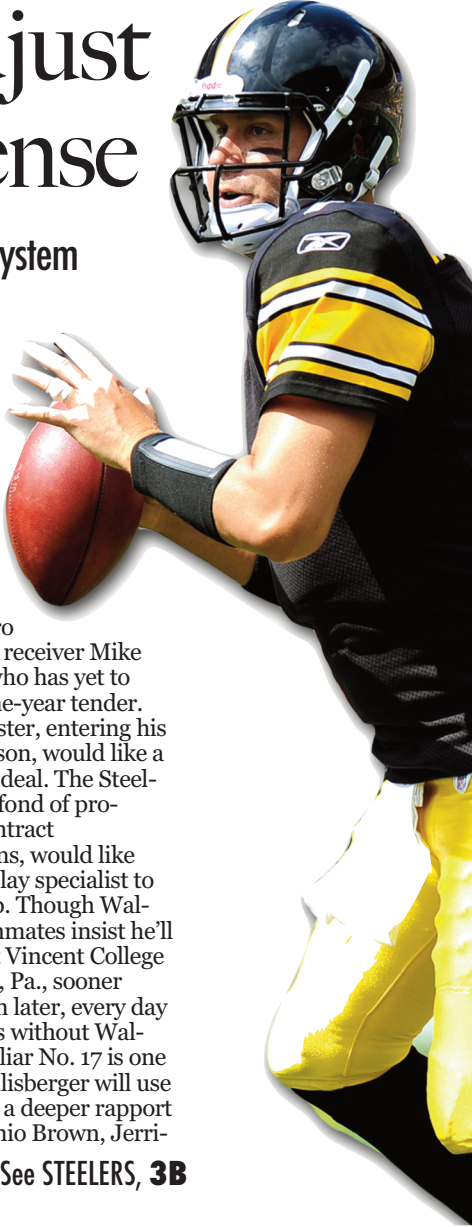 just
ense
ystem
Riddell
ro
receiver Mike
who has yet to
ne-year tender.
ster, entering his
son, would like a
deal. The Steel-
fond of pro-
ntract
ns, would like
lay specialist to
p. Though Wal-
mmates insist he'll
Vincent College
, Pa., sooner
n later, every day
s without Wal-
liar No. 17 is one
lisberger will use
a deeper rapport
nio Brown, Jerri-
See STEELERS, 3B